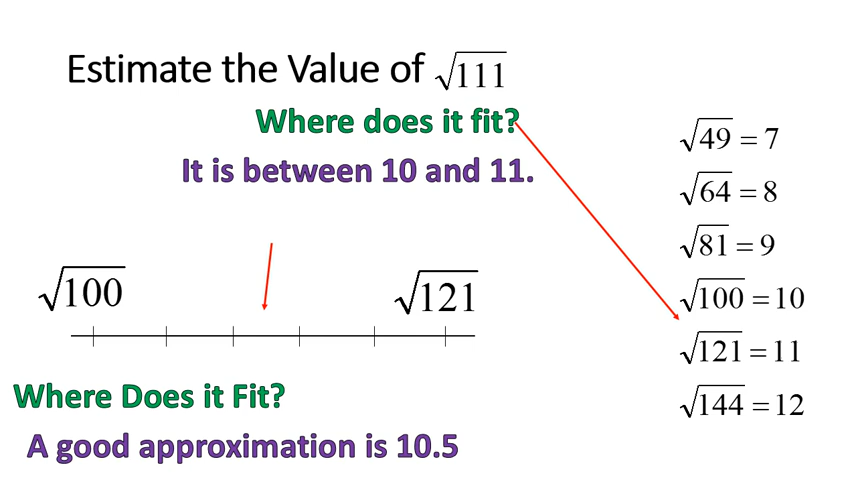 Estimate the Value of √111
Where does it fit?
It is between 10 and 11.
√49 = 7
√64 = 8
√81 = 9
√100 = 10
√121 = 11
√144 = 12
√100
√121
Where Does it Fit?
A good approximation is 10.5